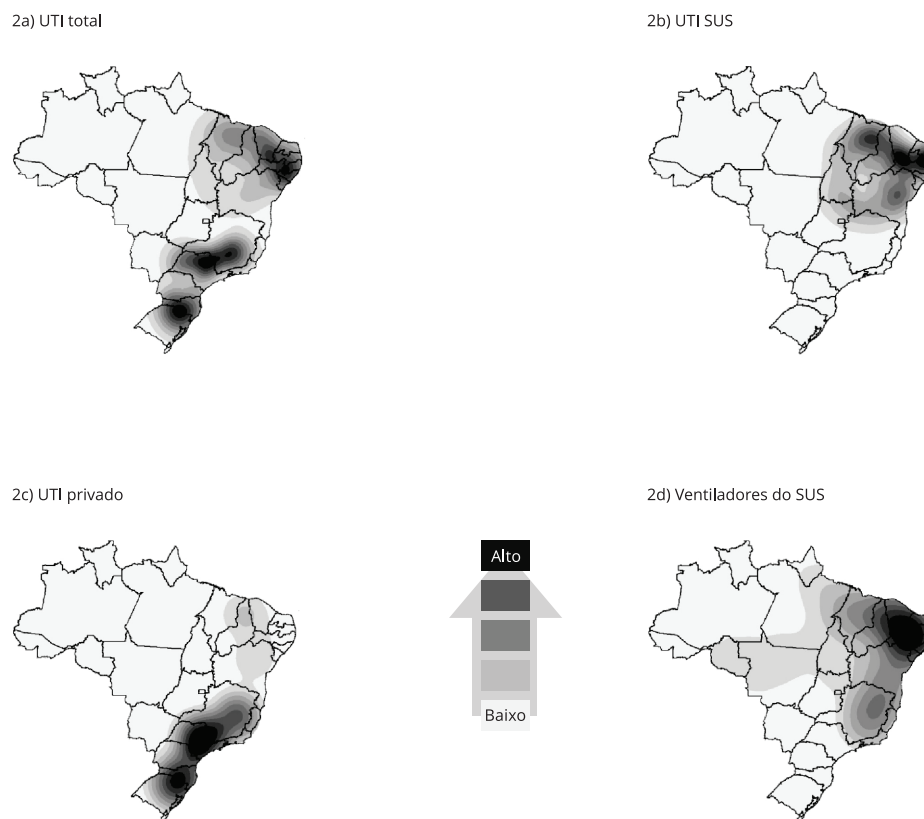 2a) UTI total
2b) UTI SUS
2c) UTI privado
2d) Ventiladores do SUS
Alto
Baixo